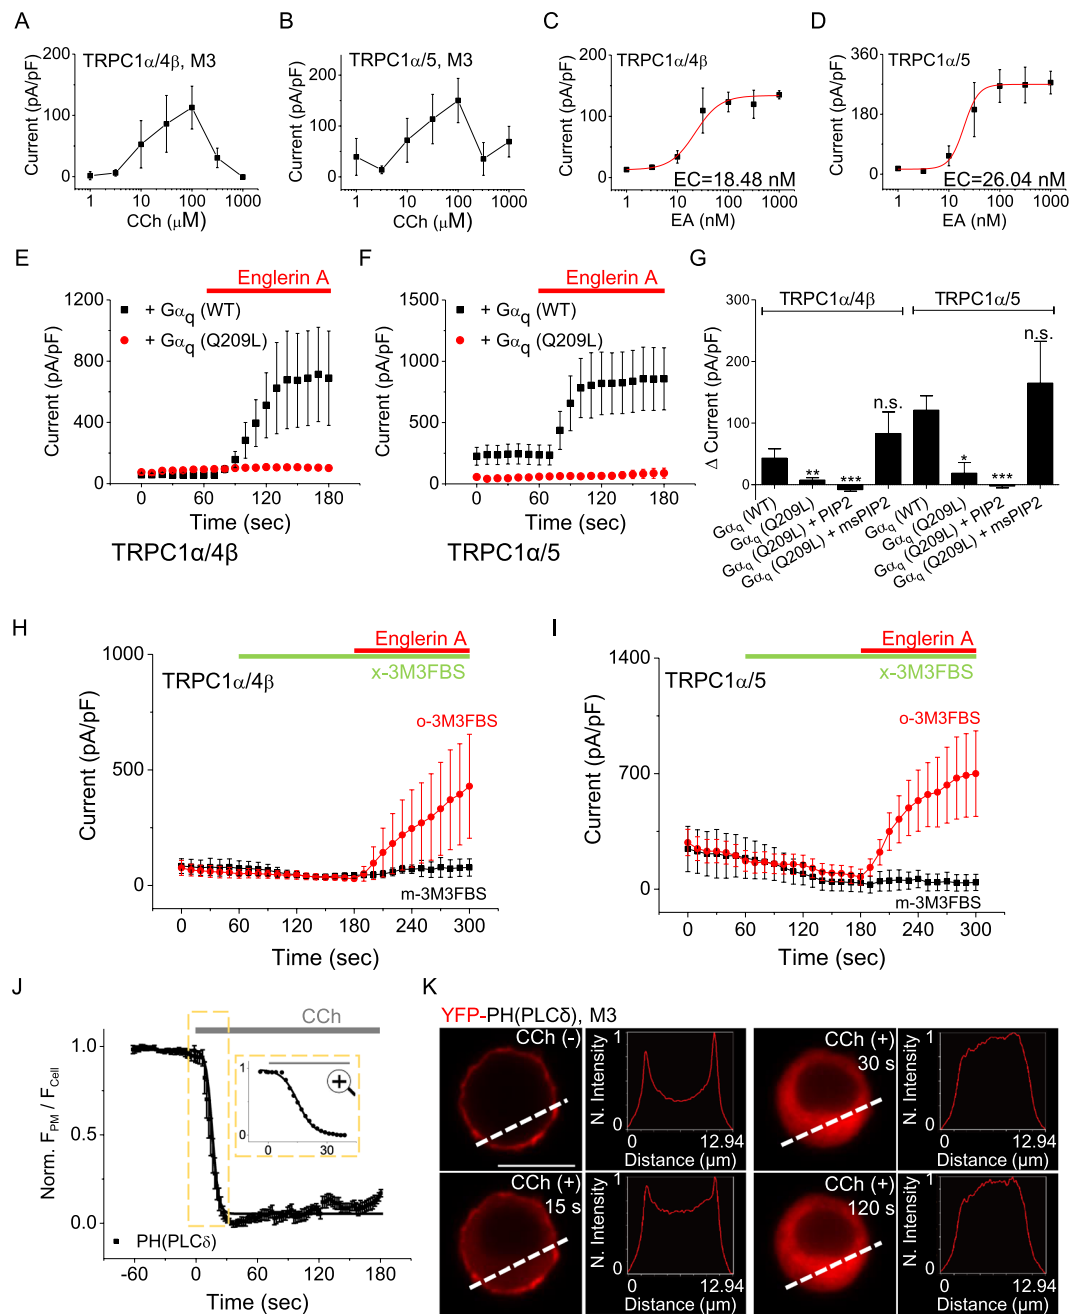 A
TRPC1α/4β, M3
Current (pA/pF)
200
100
0
1 10 100 1000
CCh (µM)
B
TRPC1α/5, M3
Current (pA/pF)
200
150
100
50
0
1 10 100 1000
CCh (µM)
C
TRPC1α/4β
Current (pA/pF)
200
150
100
50
0
EC=18.48 nM
1 10 100 1000
EA (nM)
D
TRPC1α/5
Current (pA/pF)
360
180
0
EC=26.04 nM
1 10 100 1000
EA (nM)
E
Englerin A
+ Gαq (WT)
+ Gαq (Q209L)
Current (pA/pF)
1200
800
400
0
0 60 120 180
Time (sec)
TRPC1α/4β
F
Englerin A
+ Gαq (WT)
+ Gαq (Q209L)
Current (pA/pF)
1500
1000
500
0
0 60 120 180
Time (sec)
TRPC1α/5
G
TRPC1α/4β TRPC1α/5
Δ Current (pA/pF)
300
200
100
0
** *** n.s. * *** n.s.
Gαq (WT)
Gαq (Q209L)
Gαq (Q209L) + PIP2
Gαq (Q209L) + msPIP2
Gαq (WT)
Gαq (Q209L)
Gαq (Q209L) + PIP2
Gαq (Q209L) + msPIP2
H
Englerin A
x-3M3FBS
TRPC1α/4β
o-3M3FBS
m-3M3FBS
Current (pA/pF)
1000
500
0
0 60 120 180 240 300
Time (sec)
I
Englerin A
x-3M3FBS
TRPC1α/5
o-3M3FBS
m-3M3FBS
Current (pA/pF)
1400
700
0
0 60 120 180 240 300
Time (sec)
J
CCh
Norm. FPM / FCell
1.0
0.5
0.0
1
0
0 30
PH(PLCδ)
-60 0 60 120 180
Time (sec)
K
YFP-PH(PLCδ), M3
CCh (-)
N. Intensity
1
0
0 12.94
Distance (µm)
CCh (+)
30 s
N. Intensity
1
0
0 12.94
Distance (µm)
CCh (+)
15 s
N. Intensity
1
0
0 12.94
Distance (µm)
CCh (+)
120 s
N. Intensity
1
0
0 12.94
Distance (µm)